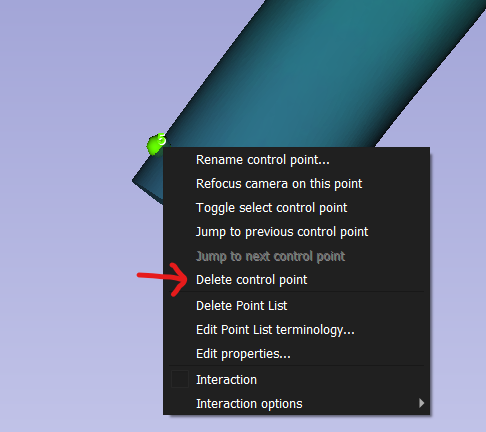 Rename control point...
Refocus camera on this point
Toggle select control point
Jump to previous control point
Jump to next control point
Delete control point
Delete Point List
Edit Point List terminology...
Edit properties...
Interaction
Interaction options